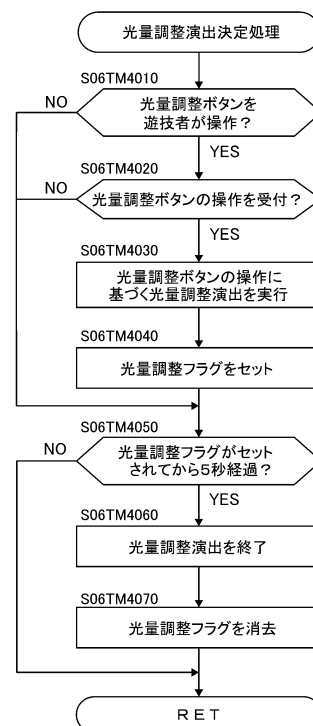 光量調整演出決定処理
S06TM4010
NO
光量調整ボタンを
遊技者が操作？
YES
S06TM4020
NO
光量調整ボタンの操作を受付？
YES
S06TM4030
光量調整ボタンの操作に
基づく光量調整演出を実行
S06TM4040
光量調整フラグをセット
S06TM4050
NO
光量調整フラグがセット
されてから５秒経過？
YES
S06TM4060
光量調整演出を終了
S06TM4070
光量調整フラグを消去
ＲＥＴ